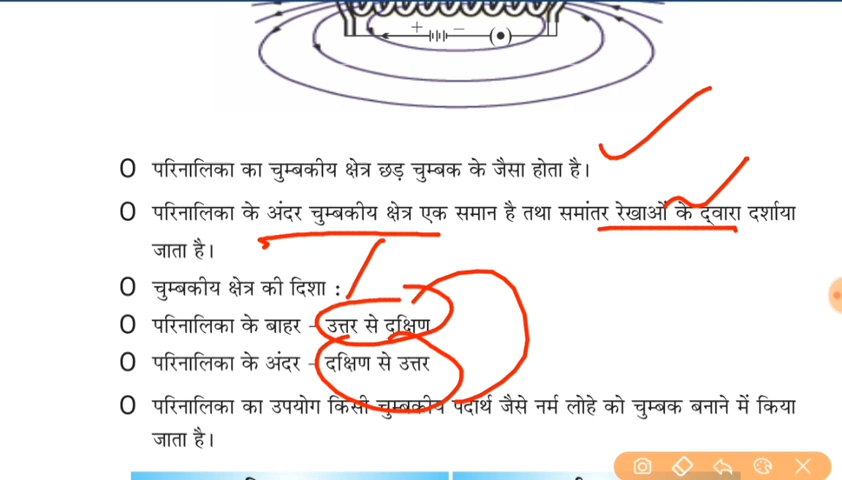 + −
O परिनालिका का चुम्बकीय क्षेत्र छड़ चुम्बक के जैसा होता है।
O परिनालिका के अंदर चुम्बकीय क्षेत्र एक समान है तथा समांतर रेखाओं के द्वारा दर्शाया
जाता है।
O चुम्बकीय क्षेत्र की दिशा :
O परिनालिका के बाहर - उत्तर से दक्षिण
O परिनालिका के अंदर - दक्षिण से उत्तर
O परिनालिका का उपयोग किसी चुम्बकीय पदार्थ जैसे नर्म लोहे को चुम्बक बनाने में किया
जाता है।